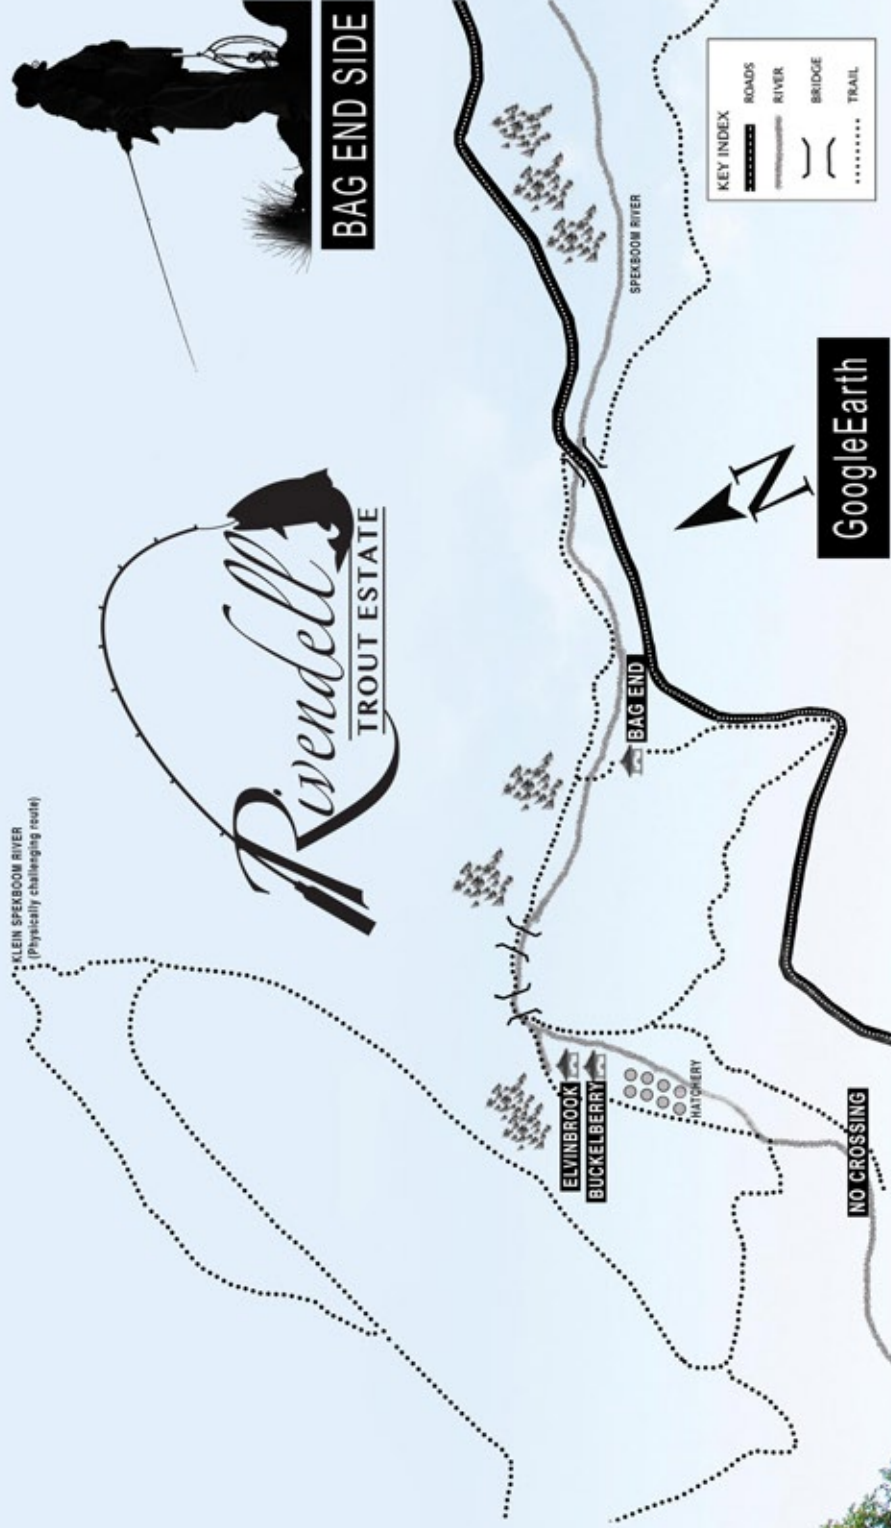 KLEIN SPEKBOOM RIVER
(Physically challenging route)
Rivendell
TROUT ESTATE
BAG END SIDE
ELVINBROOK
BUCKELBERRY
HATCHERY
BAG END
SPEKBOOM RIVER
NO CROSSING
N
GoogleEarth
KEY INDEX
ROADS
RIVER
BRIDGE
TRAIL